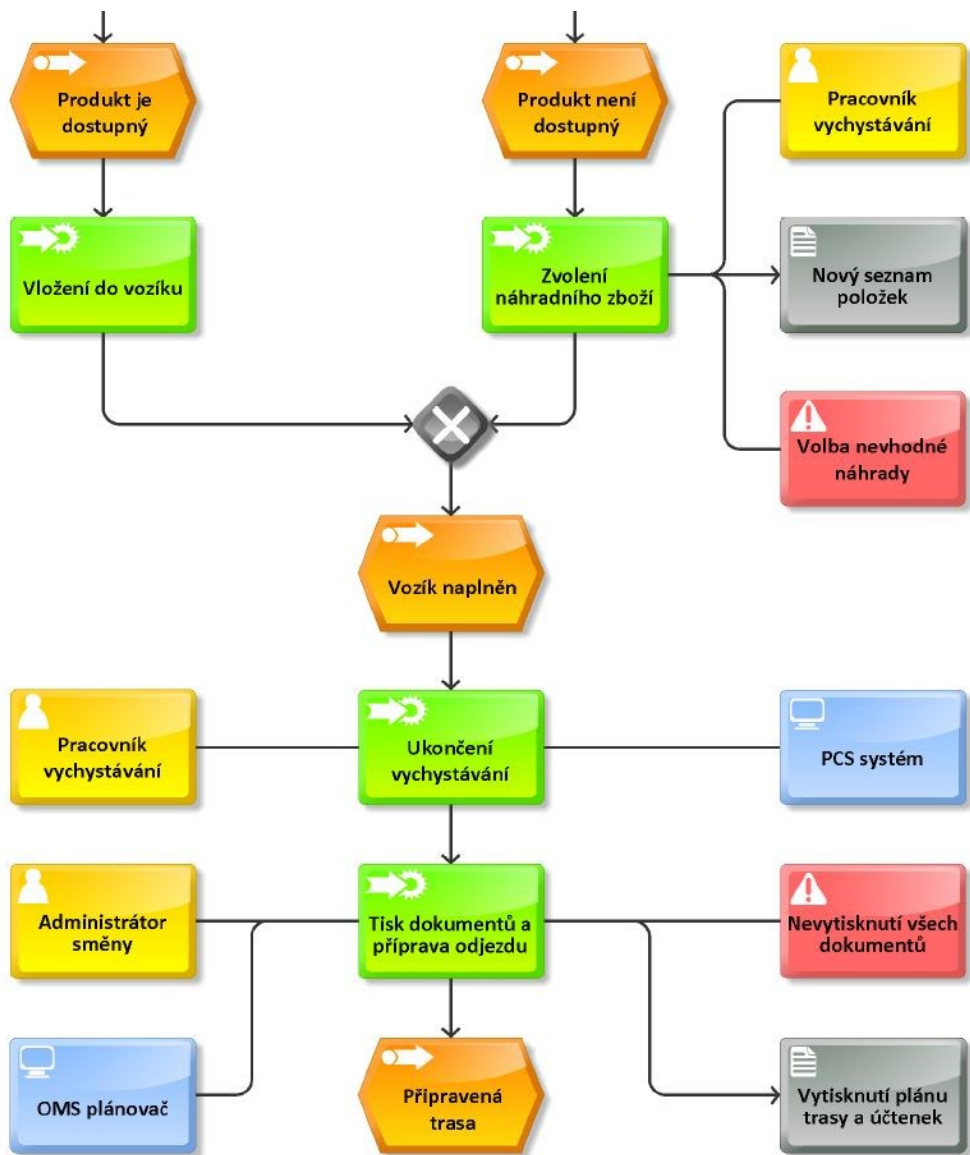 Produkt je
dostupný
Produkt není
dostupný
Pracovník
vychystávání
Vložení do vozíku
Zvolení
náhradního zboží
Nový seznam
položek
Volba nevhodné
náhrady
Vozík naplněn
Pracovník
vychystávání
Ukončení
vychystávání
PCS systém
Administrátor
směny
Tisk dokumentů a
příprava odjezdu
Nevytisknutí všech
dokumentů
OMS plánovač
Připravená
trasa
Vytisknutí plánu
trasy a účtenek